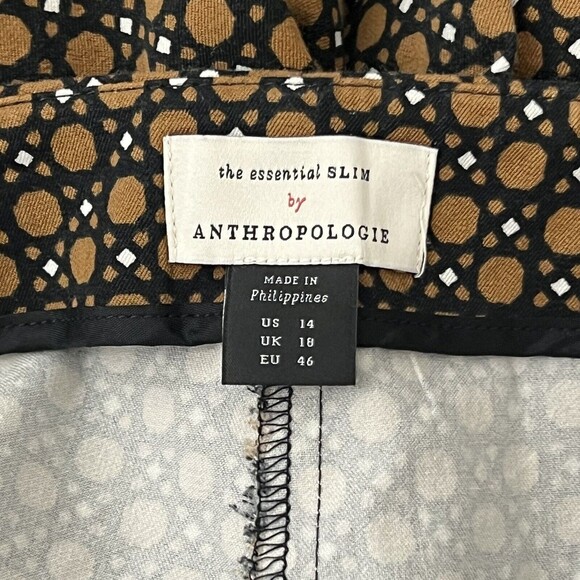 the essential SLIM
by
ANTHROPOLOGIE
MADE IN
Philippines
US 14
UK 18
EU 46